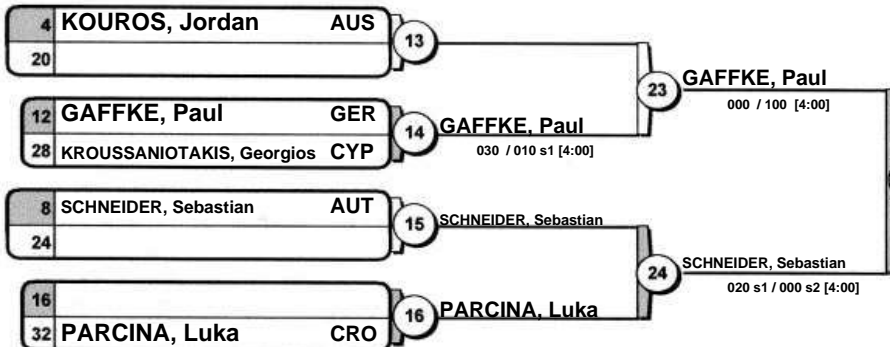 4 KOUROS, Jordan AUS
20
13
12 GAFFKE, Paul GER
28 KROUSSANIOTAKIS, Georgios CYP
14 GAFFKE, Paul
030 / 010 s1 [4:00]
23 GAFFKE, Paul
000 / 100 [4:00]
8 SCHNEIDER, Sebastian AUT
24
15 SCHNEIDER, Sebastian
16
32 PARCINA, Luka CRO
16 PARCINA, Luka
24 SCHNEIDER, Sebastian
020 s1 / 000 s2 [4:00]